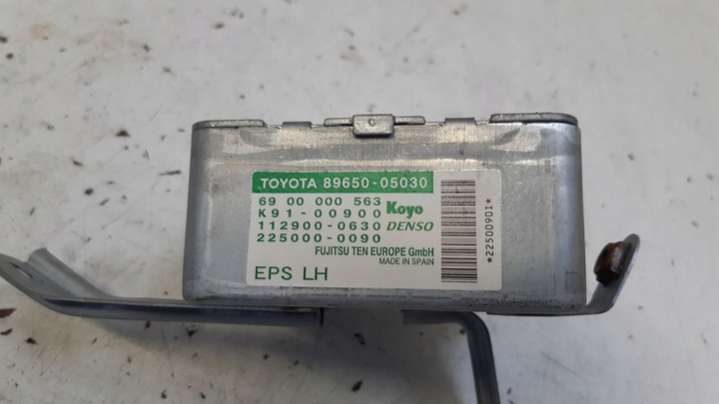 TOYOTA 89650-05030
69 00 000 563
K91-00900 Koyo
112900-0630 DENSO
225000-0090
FUJITSU TEN EUROPE GmbH
MADE IN SPAIN
EPS LH
*22500901*